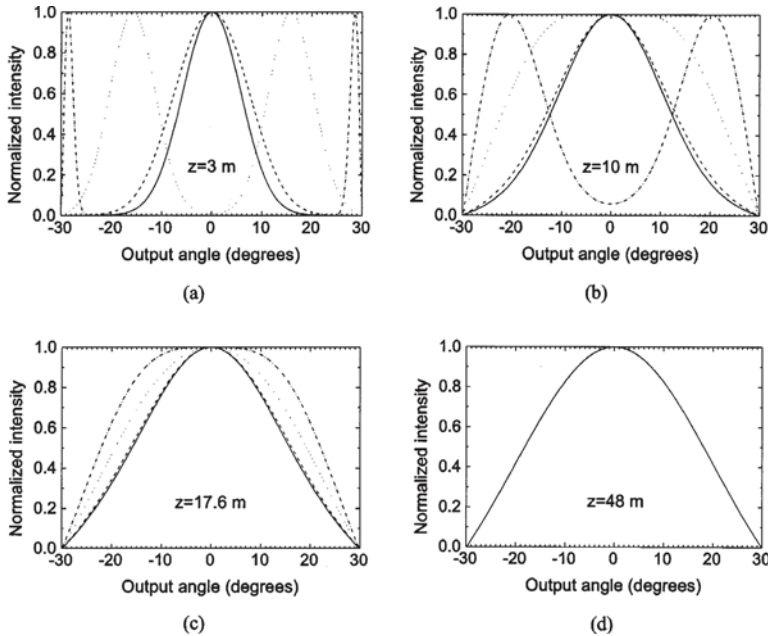 1.0
0.8
0.6
0.4
0.2
0.0
Normalized intensity
z=3 m
-30 -20 -10 0 10 20 30
Output angle (degrees)
(a)
1.0
0.8
0.6
0.4
0.2
0.0
Normalized intensity
z=10 m
-30 -20 -10 0 10 20 30
Output angle (degrees)
(b)
1.0
0.8
0.6
0.4
0.2
0.0
Normalized intensity
z=17.6 m
-30 -20 -10 0 10 20 30
Output angle (degrees)
(c)
1.0
0.8
0.6
0.4
0.2
0.0
Normalized intensity
z=48 m
-30 -20 -10 0 10 20 30
Output angle (degrees)
(d)